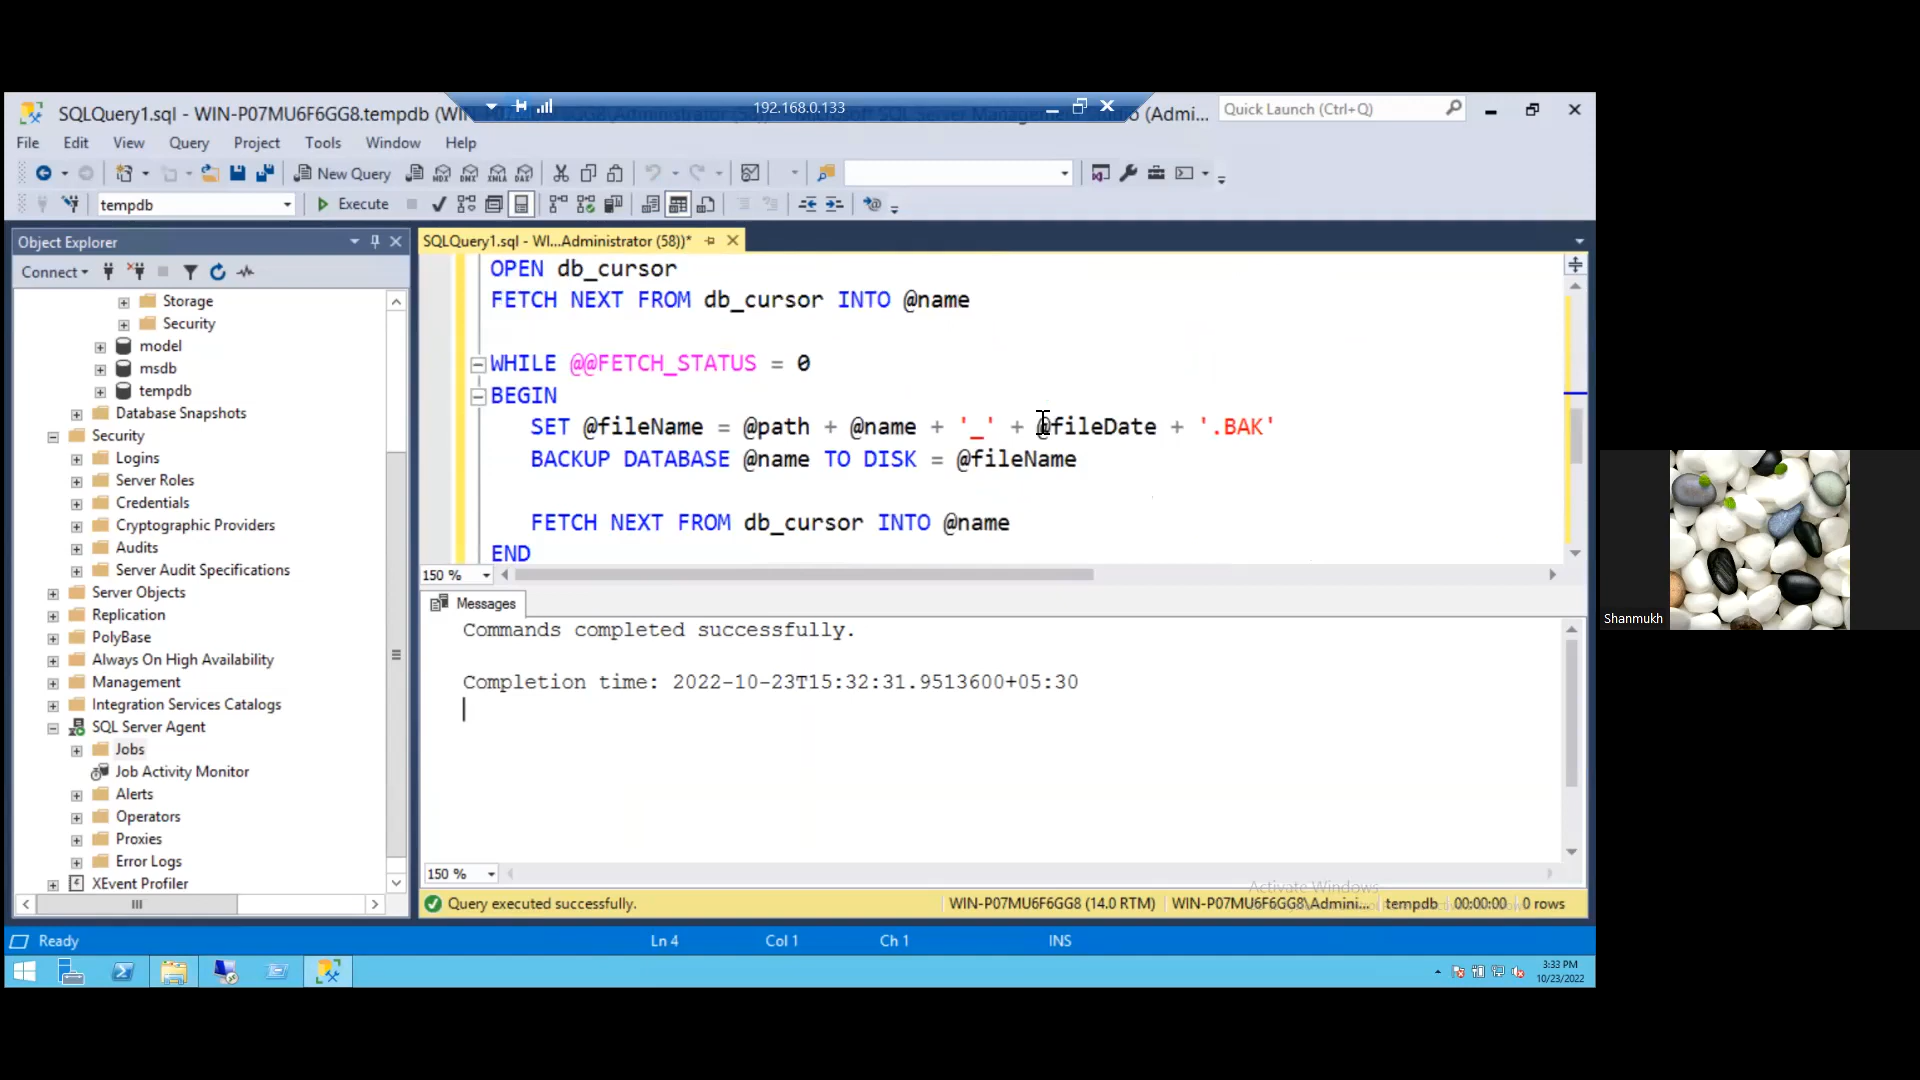 SQLQuery1.sql - WIN-P07MU6F6GG8.tempdb (WIN
192.168.0.133
(Admi...
Quick Launch (Ctrl+Q)
File Edit View Query Project Tools Window Help
New Query
MDX DMX XMLA DAX
tempdb
Execute
Object Explorer
SQLQuery1.sql - WI...Administrator (58))*
Connect
Storage
Security
model
msdb
tempdb
Database Snapshots
Security
Logins
Server Roles
Credentials
Cryptographic Providers
Audits
Server Audit Specifications
Server Objects
Replication
PolyBase
Always On High Availability
Management
Integration Services Catalogs
SQL Server Agent
Jobs
Job Activity Monitor
Alerts
Operators
Proxies
Error Logs
XEvent Profiler
OPEN db_cursor
FETCH NEXT FROM db_cursor INTO @name
WHILE @@FETCH_STATUS = 0
BEGIN
SET @fileName = @path + @name + '_' + @fileDate + '.BAK'
BACKUP DATABASE @name TO DISK = @fileName
FETCH NEXT FROM db_cursor INTO @name
END
150 %
Messages
Commands completed successfully.
Completion time: 2022-10-23T15:32:31.9513600+05:30
150 %
Activate Windows
Query executed successfully.
WIN-P07MU6F6GG8 (14.0 RTM)
WIN-P07MU6F6GG8\Admini...
tempdb
00:00:00
0 rows
Ready
Ln 4
Col 1
Ch 1
INS
3:33 PM
10/23/2022
Shanmukh